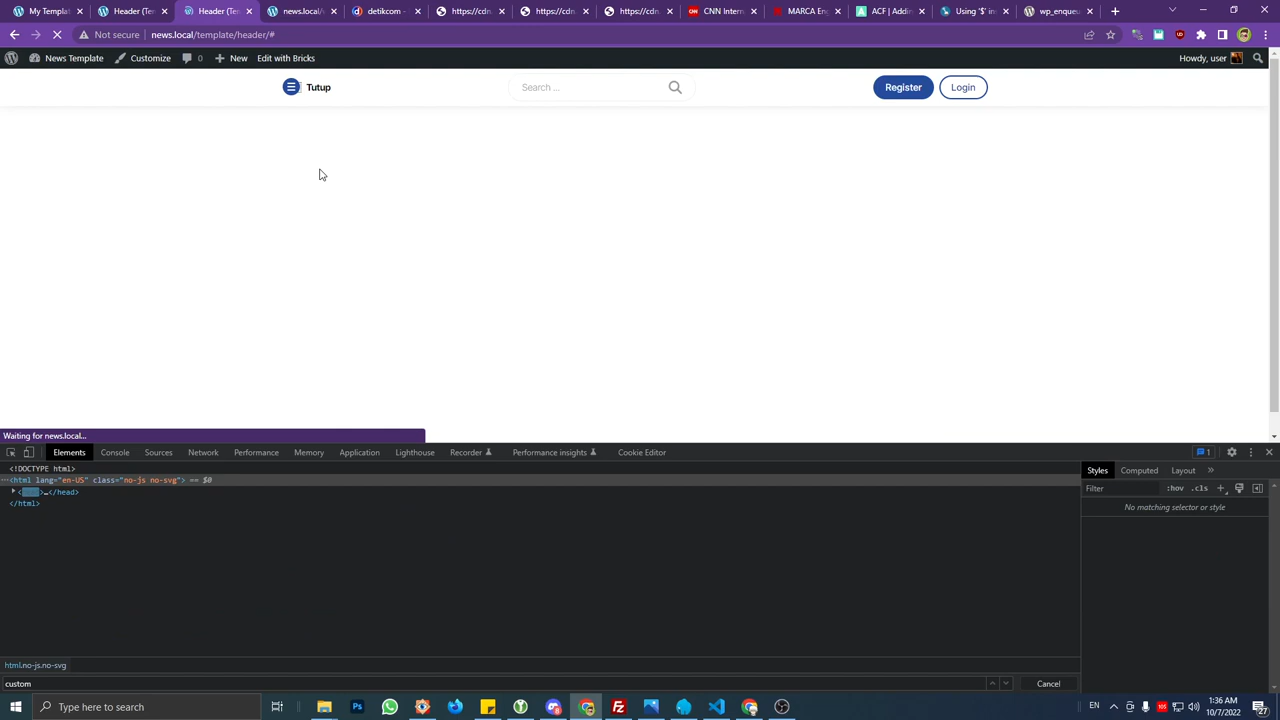 My Templat
Header (Tem
Header (Tem
news.local/
detikcom –
https://cdn
https://cdn
https://cdn
CNN Intern
MARCA En
ACF | Addi
Using '$' in
wp_enqueu
Not secure
news.local/template/header/#
News Template
Customize
0
New
Edit with Bricks
Howdy, user
Tutup
Search ...
Register
Login
Waiting for news.local...
Elements
Console
Sources
Network
Performance
Memory
Application
Lighthouse
Recorder
Performance insights
Cookie Editor
1
<!DOCTYPE html>
<html lang="en-US" class="no-js no-svg"> == $0
…</head>
</html>
Styles
Computed
Layout
Filter
:hov
.cls
No matching selector or style
html.no-js.no-svg
custom
Cancel
Type here to search
EN
1:36 AM
10/7/2022